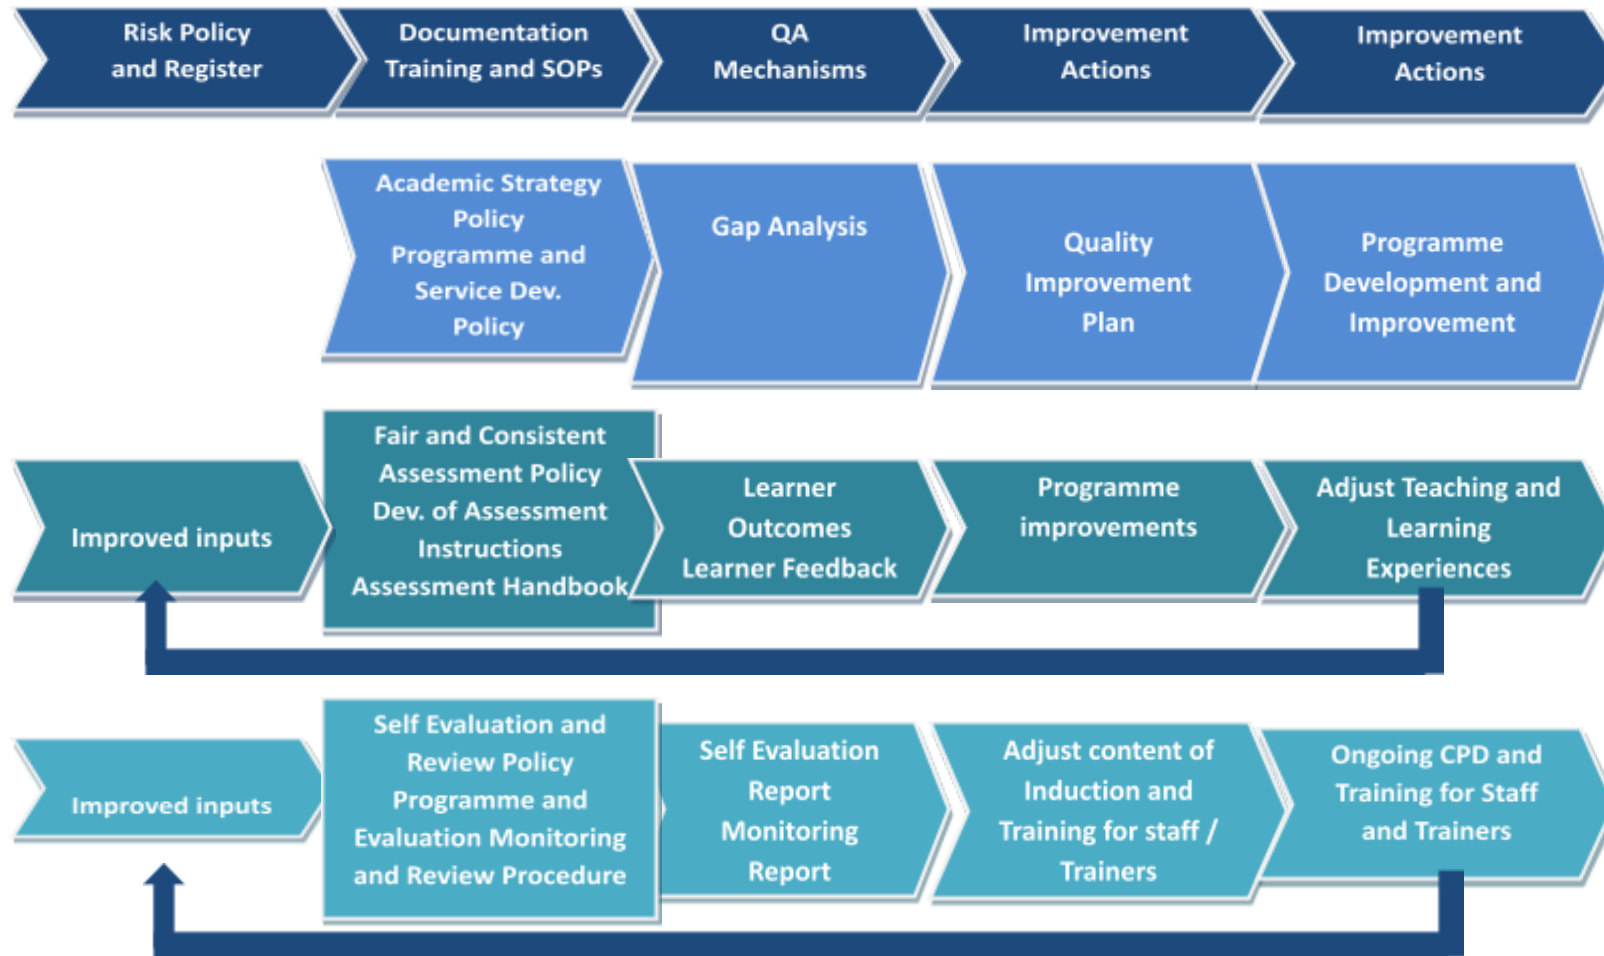 Risk Policy
and Register
Documentation
Training and SOPs
QA
Mechanisms
Improvement
Actions
Improvement
Actions
Academic Strategy
Policy
Programme and
Service Dev.
Policy
Gap Analysis
Quality
Improvement
Plan
Programme
Development and
Improvement
Improved inputs
Fair and Consistent
Assessment Policy
Dev. of Assessment
Instructions
Assessment Handbook
Learner
Outcomes
Learner Feedback
Programme
improvements
Adjust Teaching and
Learning
Experiences
Improved inputs
Self Evaluation and
Review Policy
Programme and
Evaluation Monitoring
and Review Procedure
Self Evaluation
Report
Monitoring
Report
Adjust content of
Induction and
Training for staff /
Trainers
Ongoing CPD and
Training for Staff
and Trainers